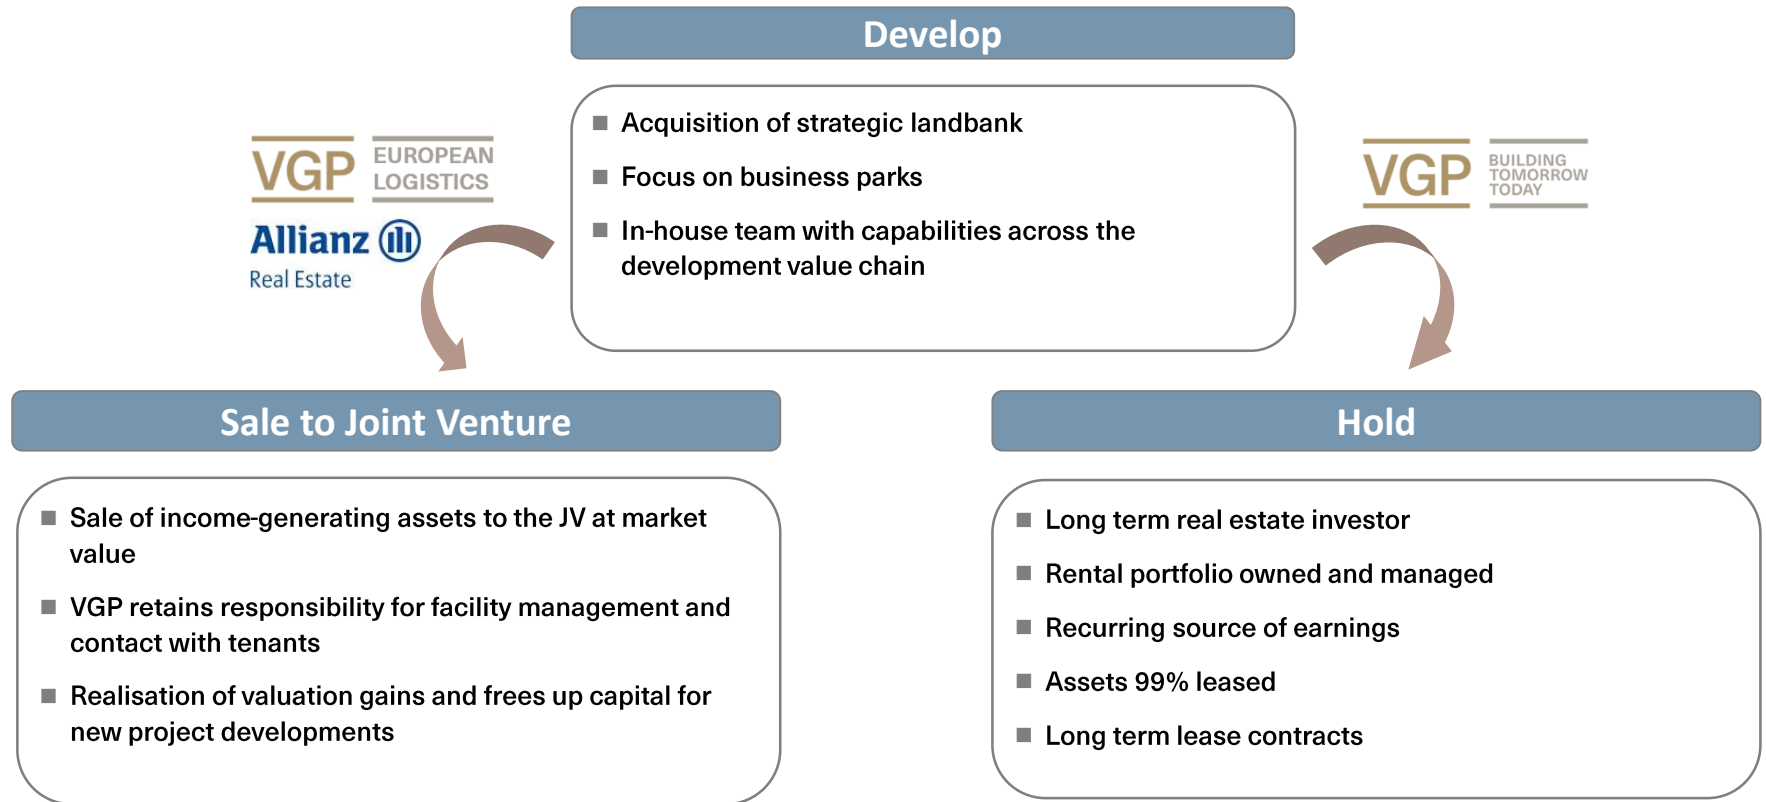 Develop
Acquisition of strategic landbank
Focus on business parks
In-house team with capabilities across the
development value chain
VGP
EUROPEAN
LOGISTICS
Allianz
Real Estate
VGP
BUILDING
TOMORROW
TODAY
Sale to Joint Venture
Sale of income-generating assets to the JV at market
value
VGP retains responsibility for facility management and
contact with tenants
Realisation of valuation gains and frees up capital for
new project developments
Hold
Long term real estate investor
Rental portfolio owned and managed
Recurring source of earnings
Assets 99% leased
Long term lease contracts